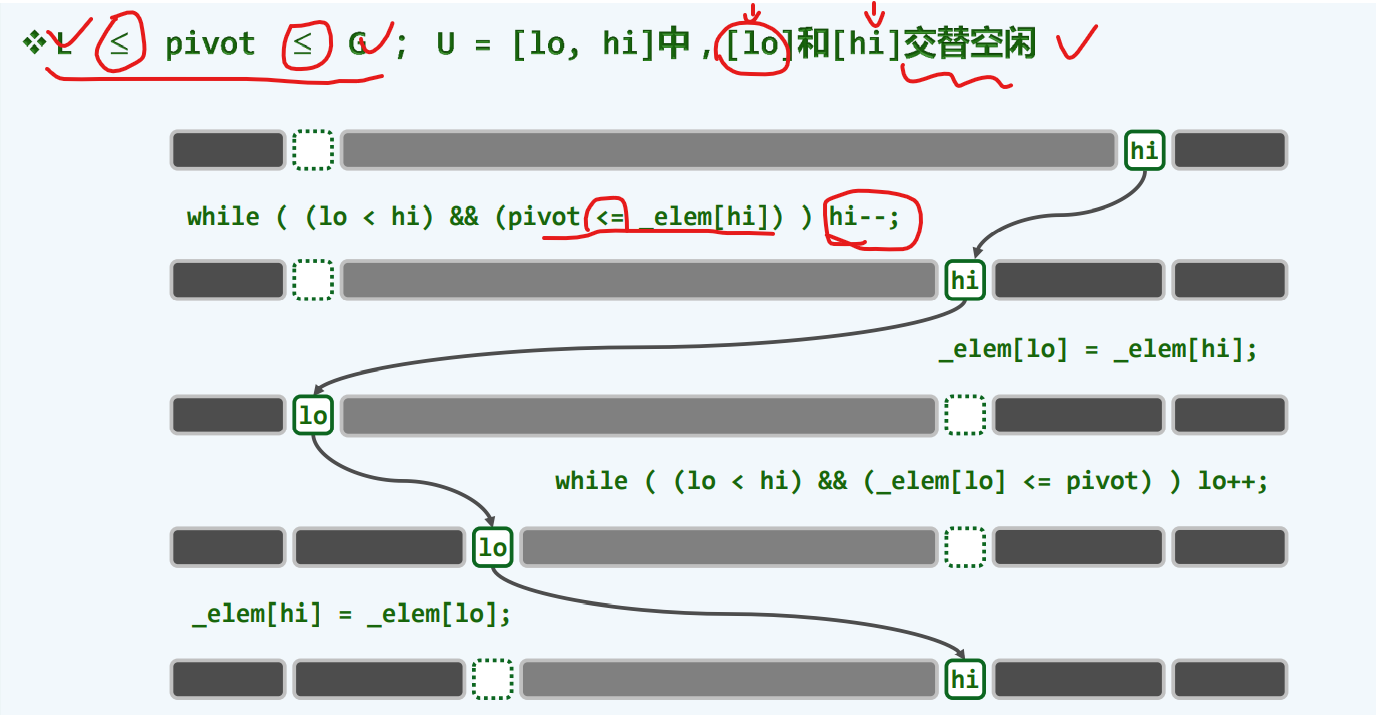 ❖L ≤ pivot ≤ G ; U = [lo, hi]中,[lo]和[hi]交替空闲
hi
while ( (lo < hi) && (pivot <= _elem[hi]) ) hi--;
hi
_elem[lo] = _elem[hi];
lo
while ( (lo < hi) && (_elem[lo] <= pivot) ) lo++;
lo
_elem[hi] = _elem[lo];
hi